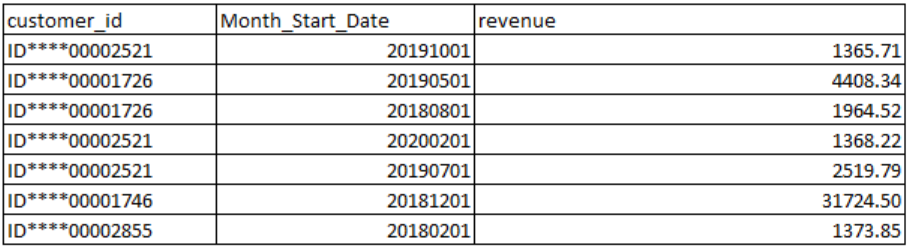 customer_id Month_Start_Date revenue
ID****00002521 20191001 1365.71
ID****00001726 20190501 4408.34
ID****00001726 20180801 1964.52
ID****00002521 20200201 1368.22
ID****00002521 20190701 2519.79
ID****00001746 20181201 31724.50
ID****00002855 20180201 1373.85